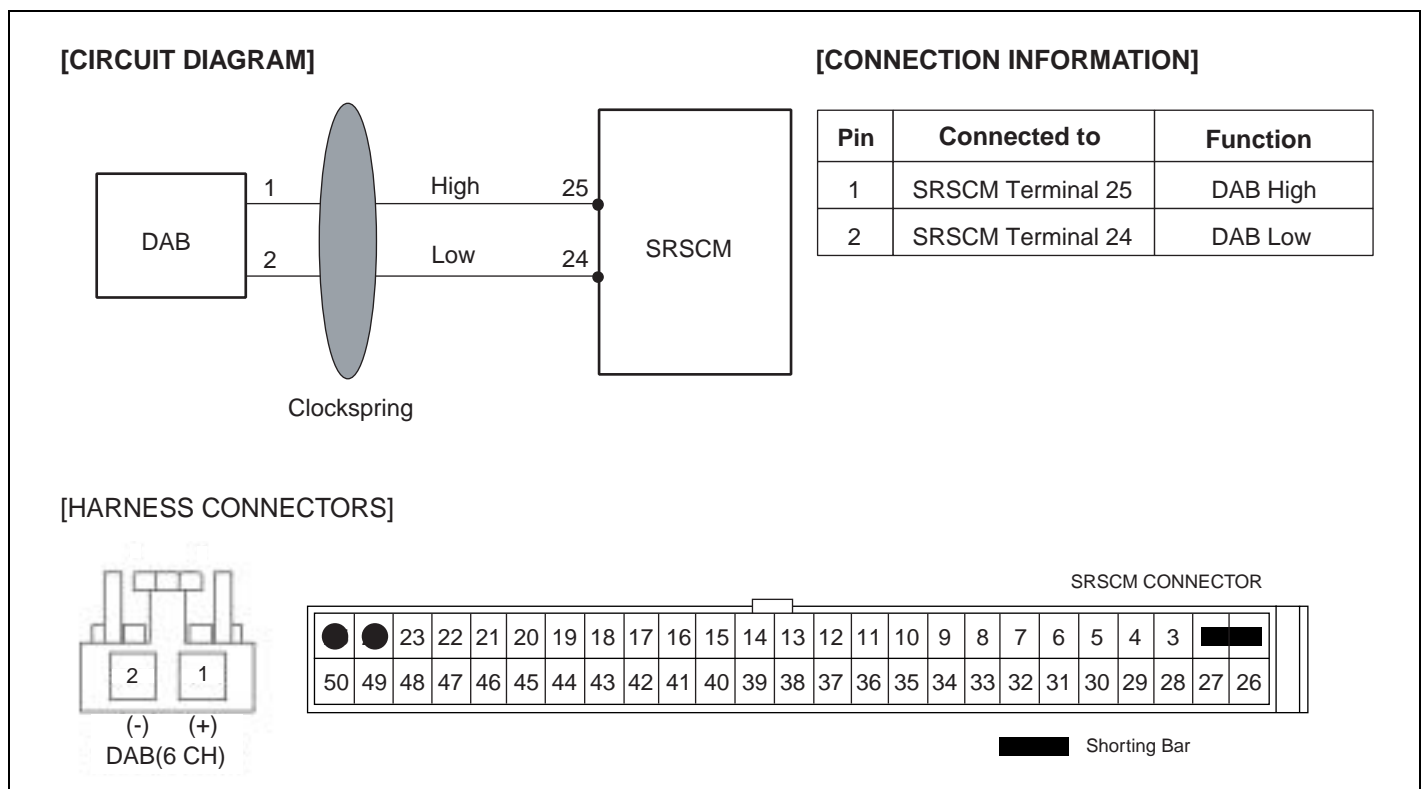 [CIRCUIT DIAGRAM]
DAB
1
2
High
Low
25
24
SRSCM
Clockspring
[CONNECTION INFORMATION]
Pin Connected to Function
1 SRSCM Terminal 25 DAB High
2 SRSCM Terminal 24 DAB Low
[HARNESS CONNECTORS]
2 1
(-) (+)
DAB(6 CH)
SRSCM CONNECTOR
23 22 21 20 19 18 17 16 15 14 13 12 11 10 9 8 7 6 5 4 3
50 49 48 47 46 45 44 43 42 41 40 39 38 37 36 35 34 33 32 31 30 29 28 27 26
Shorting Bar